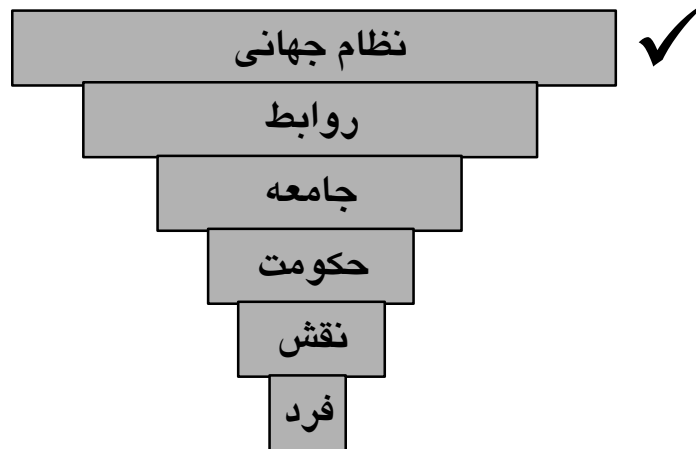 نظام جهانی
روابط
جامعه
حکومت
نقش
فرد